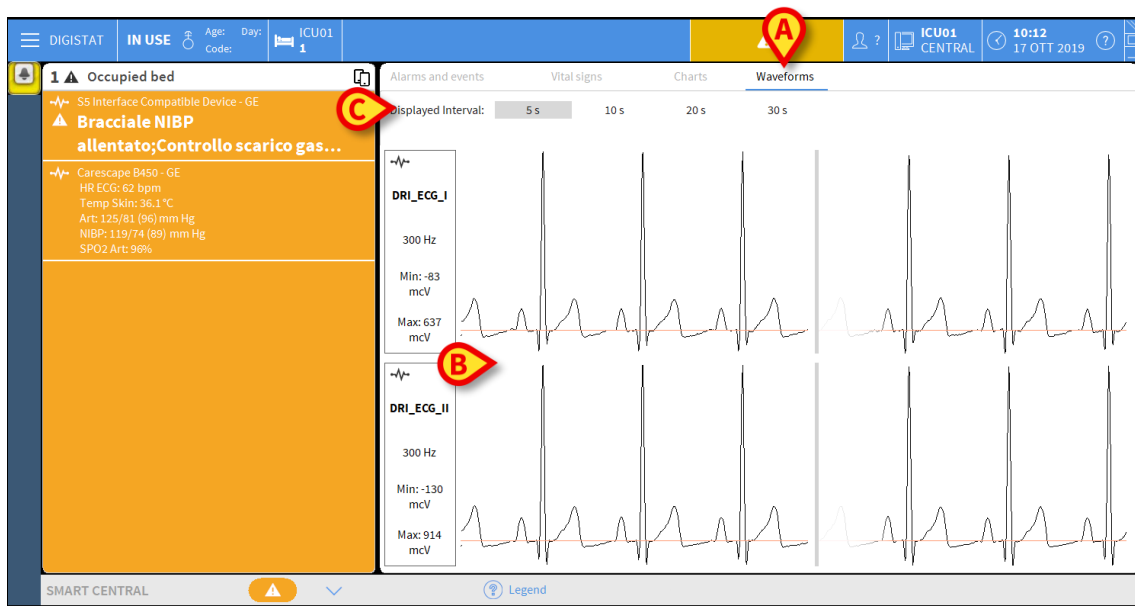 DIGISTAT
IN USE
Age: Day:
Code:
ICU01
1
?
ICU01
CENTRAL
10:12
17 OTT 2019
?
A
1 Occupied bed
S5 Interface Compatible Device - GE
Bracciale NIBP
allentato;Controllo scarico gas...
Carescape B450 - GE
HR ECG: 62 bpm
Temp Skin: 36.1 °C
Art: 125/81 (96) mm Hg
NIBP: 119/74 (89) mm Hg
SPO2 Art: 96%
Alarms and events
Vital signs
Charts
Waveforms
C
Displayed Interval: 5 s 10 s 20 s 30 s
DRI_ECG_I
300 Hz
Min: -83
mcV
Max: 637
mcV
B
DRI_ECG_II
300 Hz
Min: -130
mcV
Max: 914
mcV
SMART CENTRAL
? Legend